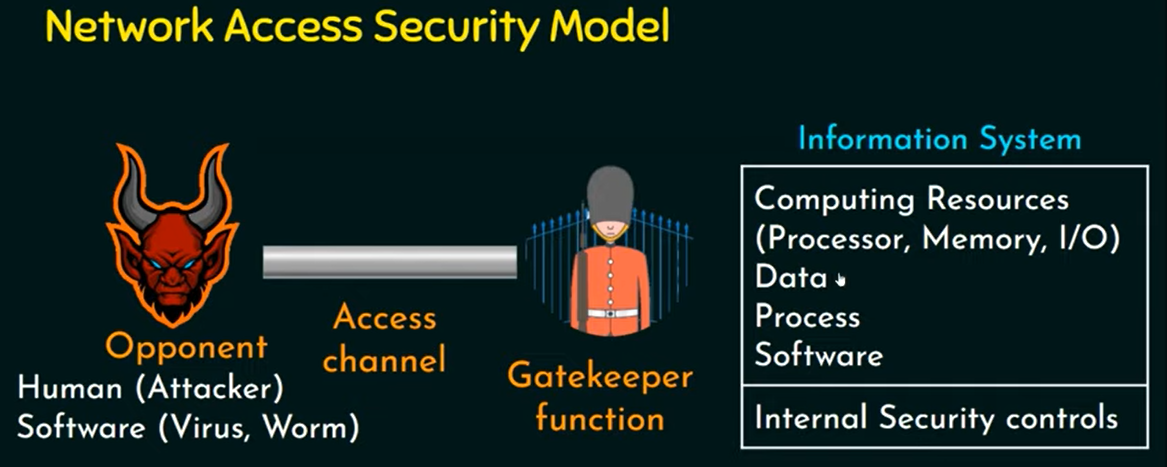 Network Access Security Model
Information System
Computing Resources
(Processor, Memory, I/O)
Data
Process
Software
Internal Security controls
Opponent
Human (Attacker)
Software (Virus, Worm)
Access
channel
Gatekeeper
function